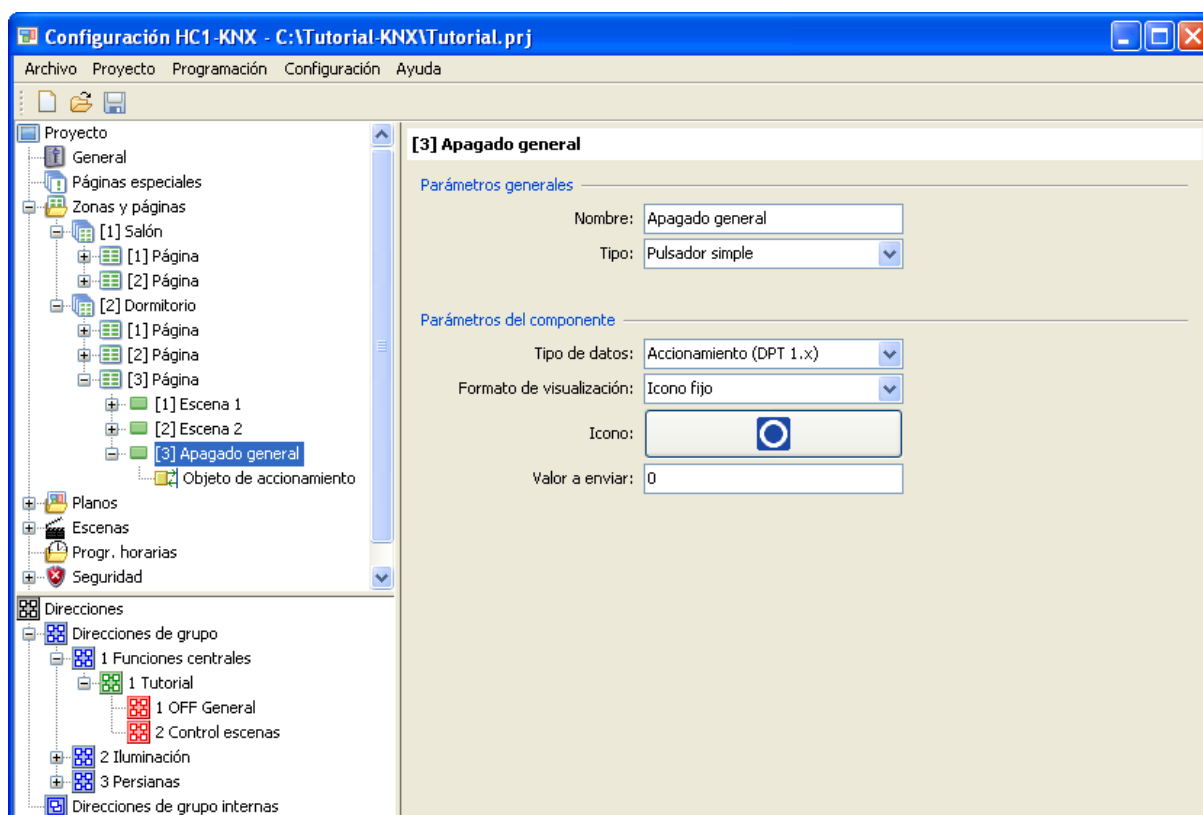 Configuración HC1-KNX - C:\Tutorial-KNX\Tutorial.prj
Archivo Proyecto Programación Configuración Ayuda
Proyecto
General
Páginas especiales
Zonas y páginas
[1] Salón
[1] Página
[2] Página
[2] Dormitorio
[1] Página
[2] Página
[3] Página
[1] Escena 1
[2] Escena 2
[3] Apagado general
Objeto de accionamiento
Planos
Escenas
Progr. horarias
Seguridad
Direcciones
Direcciones de grupo
1 Funciones centrales
1 Tutorial
1 OFF General
2 Control escenas
2 Iluminación
3 Persianas
Direcciones de grupo internas
[3] Apagado general
Parámetros generales
Nombre: Apagado general
Tipo: Pulsador simple
Parámetros del componente
Tipo de datos: Accionamiento (DPT 1.x)
Formato de visualización: Icono fijo
Icono:
Valor a enviar: 0